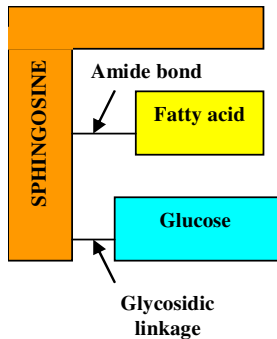 SPHINGOSINE
Amide bond
Fatty acid
Glucose
Glycosidic
linkage